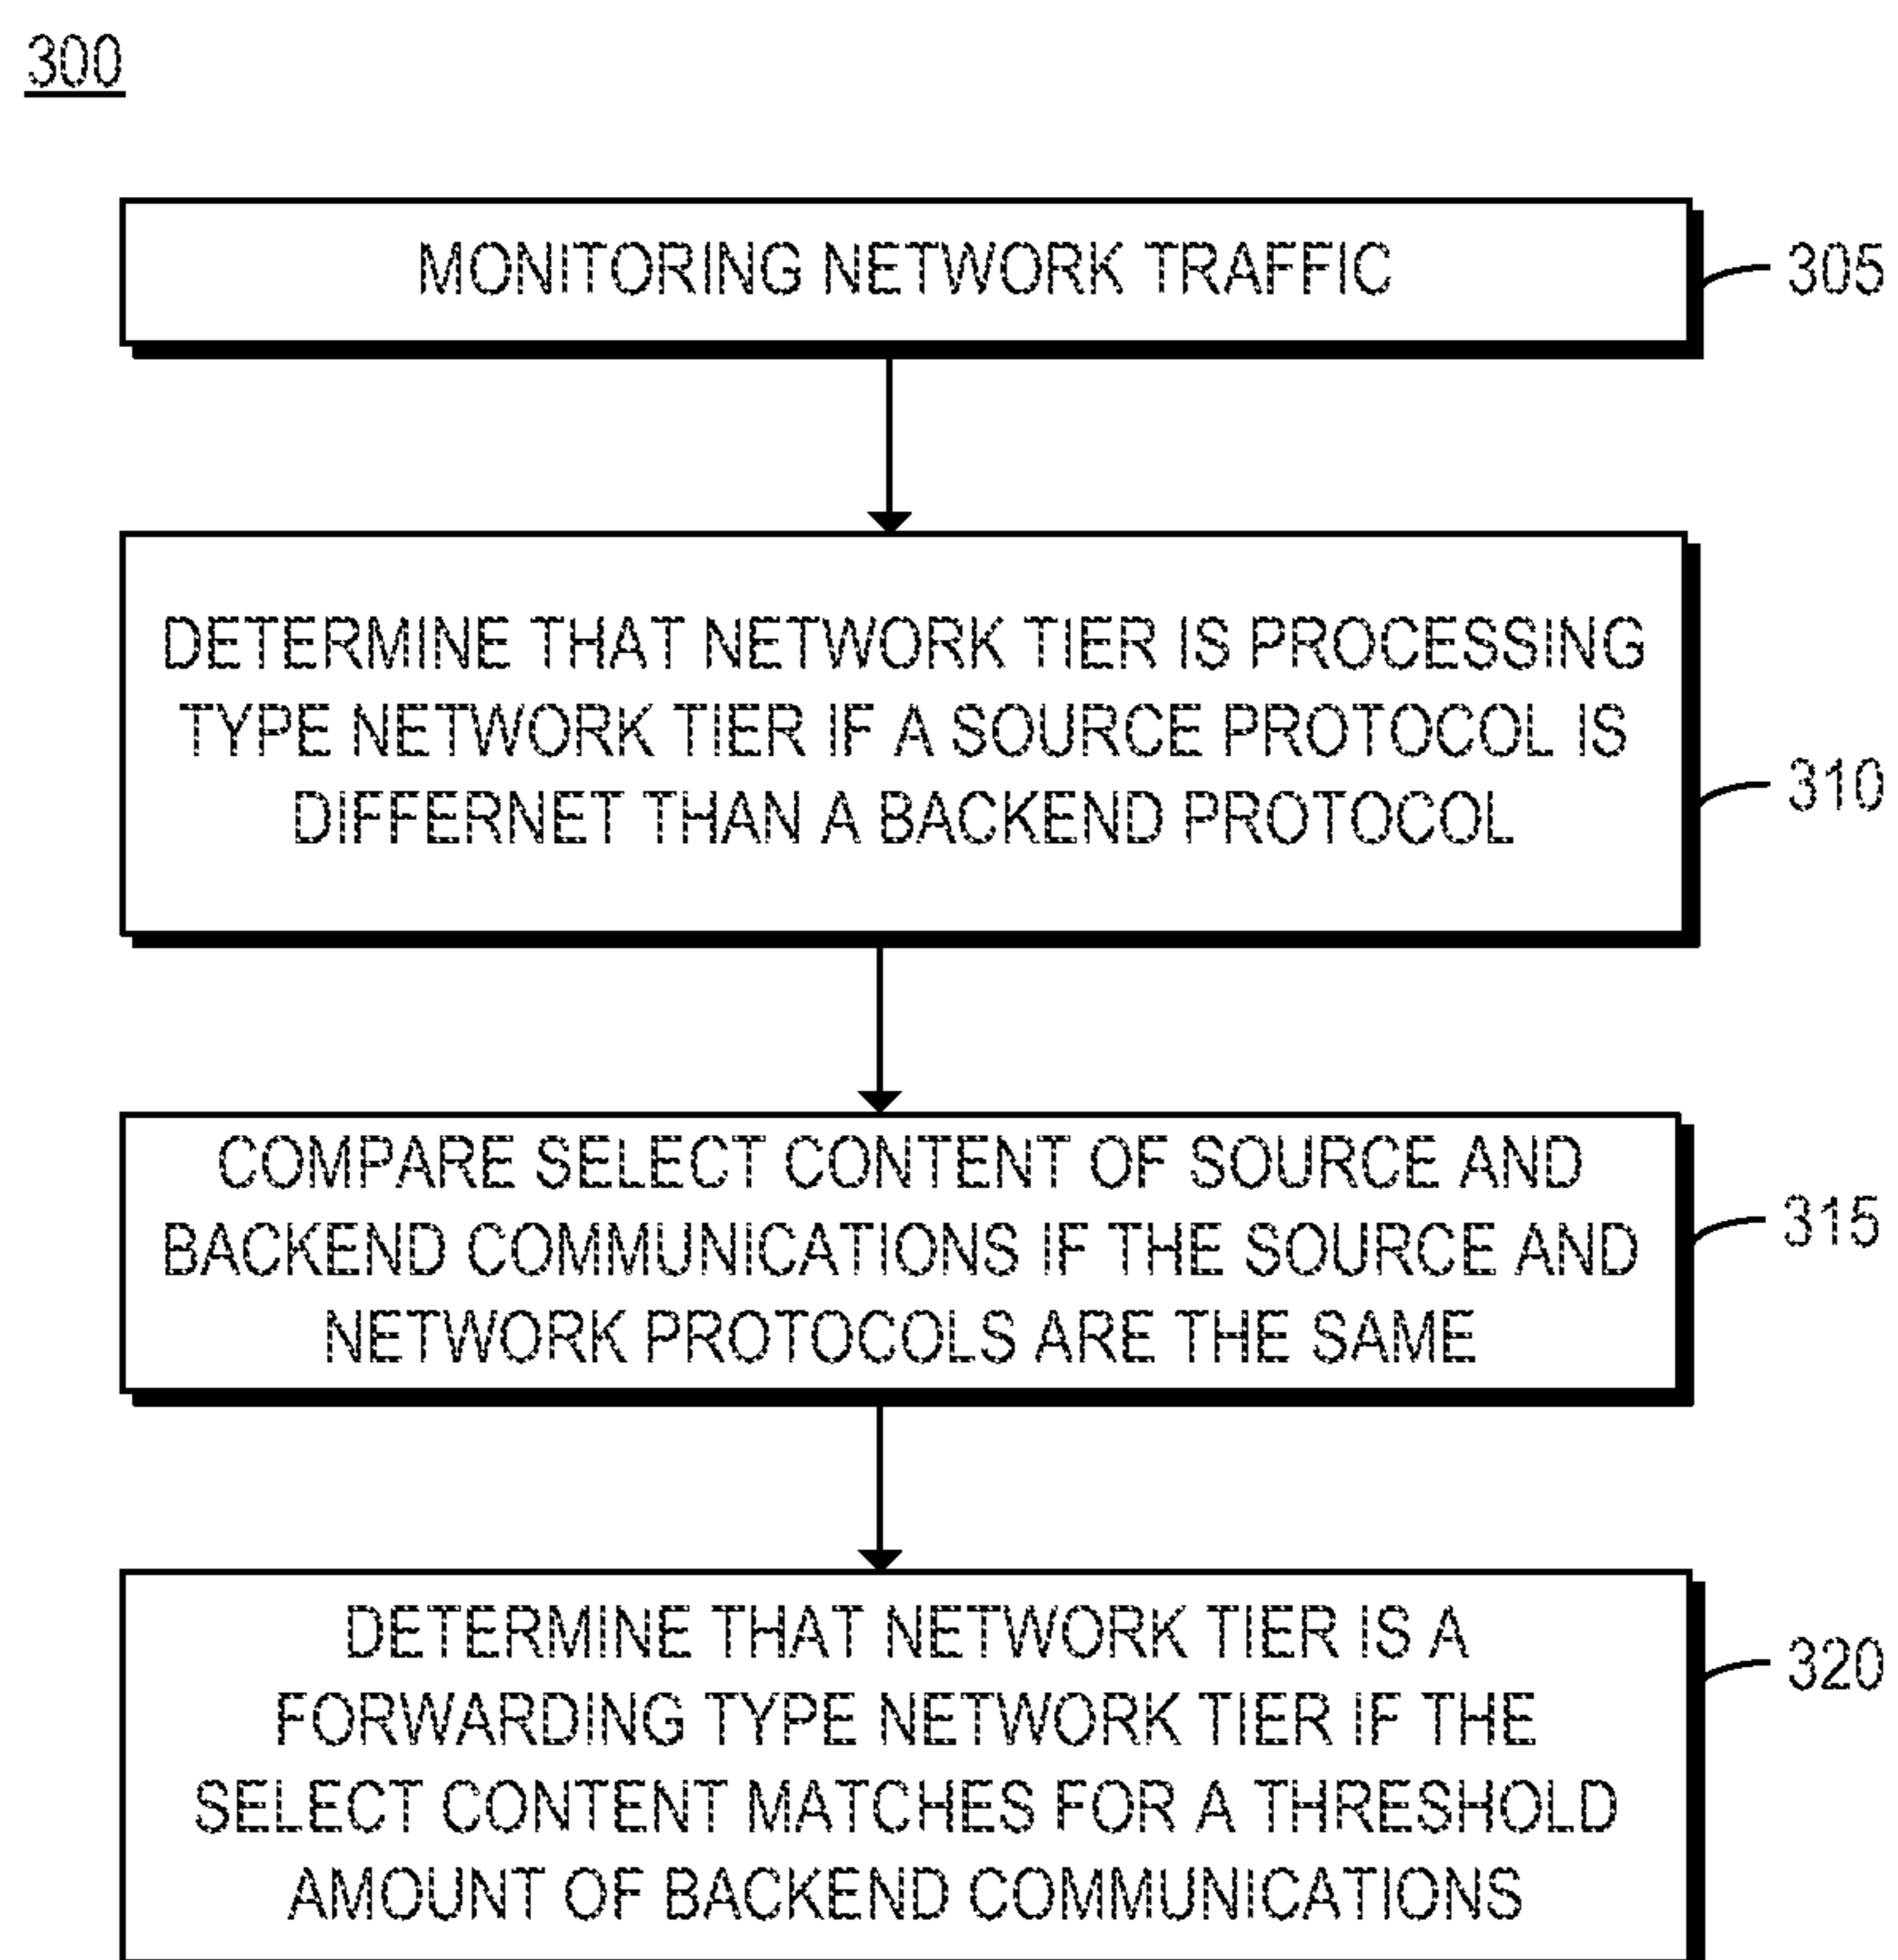 300
MONITORING NETWORK TRAFFIC
305
DETERMINE THAT NETWORK TIER IS PROCESSING
TYPE NETWORK TIER IF A SOURCE PROTOCOL IS
DIFFERNET THAN A BACKEND PROTOCOL
310
COMPARE SELECT CONTENT OF SOURCE AND
BACKEND COMMUNICATIONS IF THE SOURCE AND
NETWORK PROTOCOLS ARE THE SAME
315
DETERMINE THAT NETWORK TIER IS A
FORWARDING TYPE NETWORK TIER IF THE
SELECT CONTENT MATCHES FOR A THRESHOLD
AMOUNT OF BACKEND COMMUNICATIONS
320